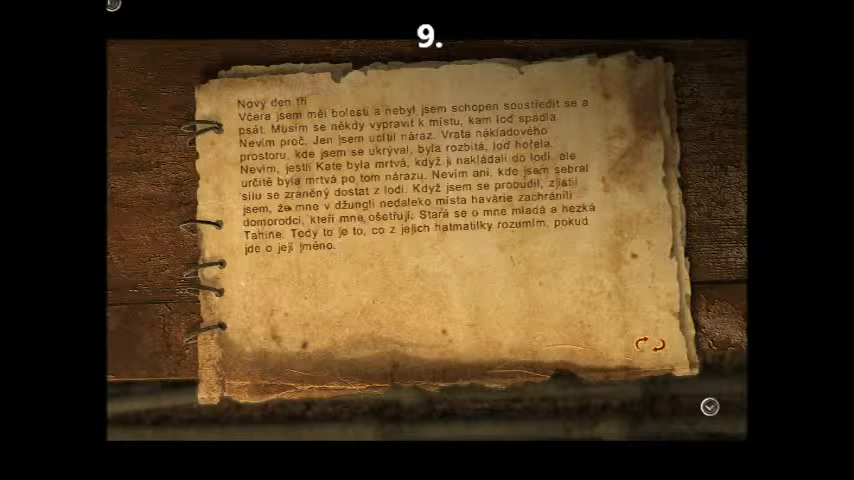 9.
Nový den tři
Včera jsem měl bolesti a nebyl jsem schopen soustředit se a
psát. Musím se někdy vypravit k místu, kam loď spadla.
Nevím proč. Jen jsem ucítil náraz. Vrata nákladového
prostoru, kde jsem se ukrýval, byla rozbitá, loď hořela.
Nevím, jestli Kate byla mrtvá, když ji nakládali do lodi, ale
určitě byla mrtvá po tom nárazu. Nevím ani, kde jsem sebral
sílu se zraněný dostat z lodi. Když jsem se probudil, zjistil
jsem, že mne v džungli nedaleko místa havárie zachránili
domorodci, kteří mne ošetřují. Stará se o mne mladá a hezká
Tahine. Tedy to je to, co z jejich hatmatilky rozumím, pokud
jde o její jméno.